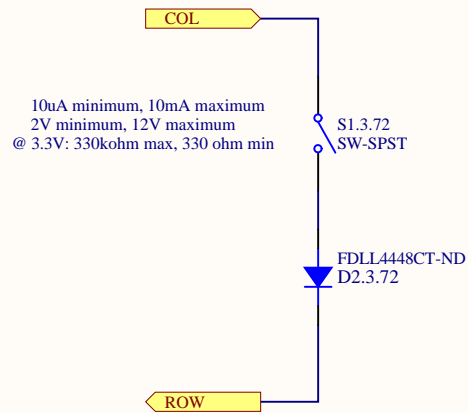 COL
10uA minimum, 10mA maximum
2V minimum, 12V maximum
@ 3.3V: 330kohm max, 330 ohm min
S1.3.72
SW-SPST
FDLL4448CT-ND
D2.3.72
ROW